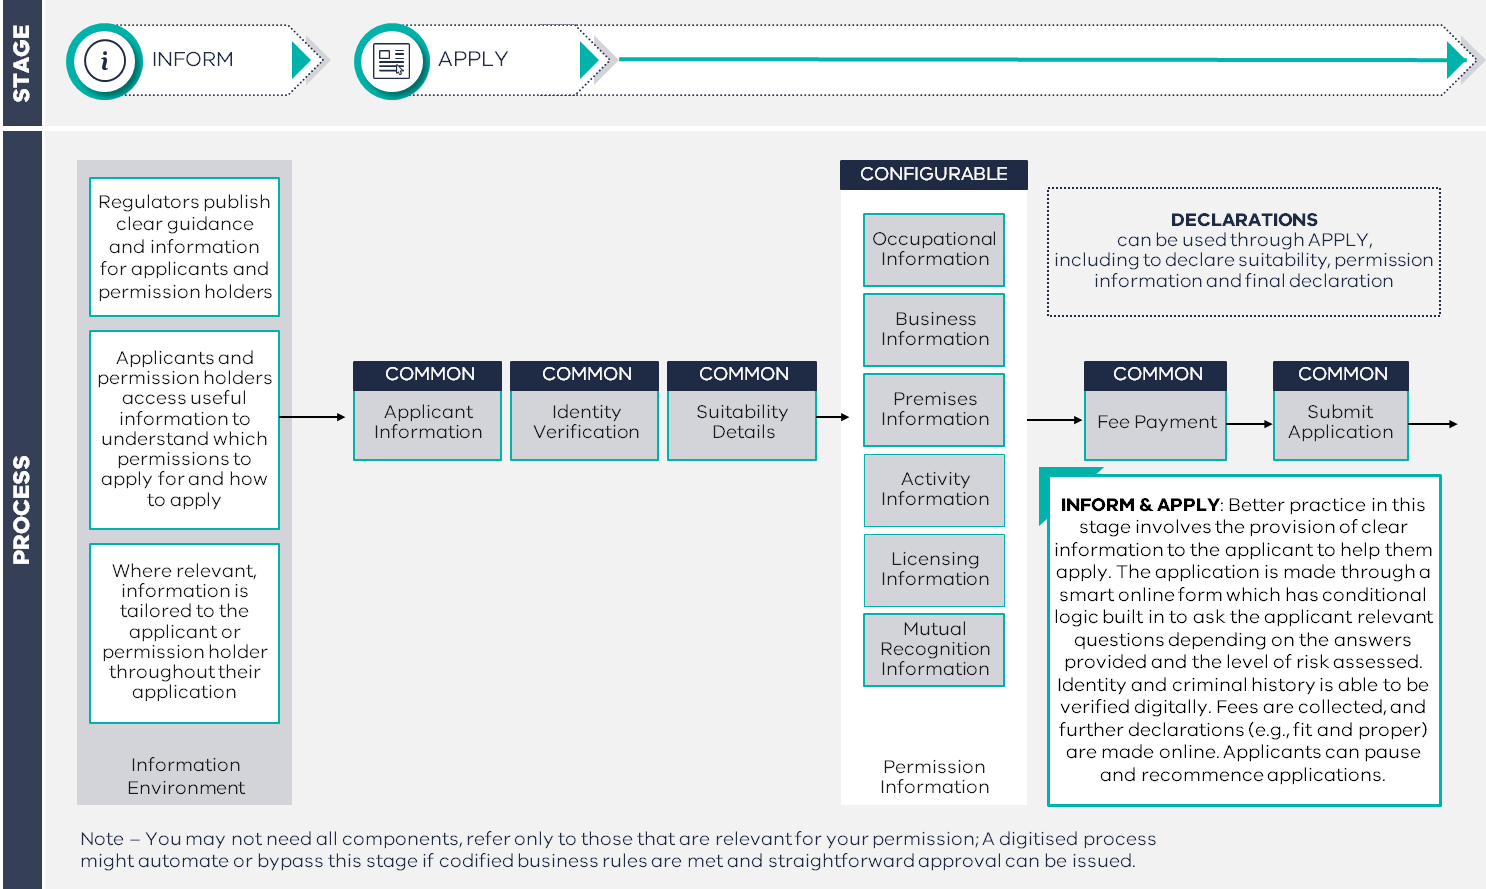 STAGE
INFORM
APPLY
PROCESS
Regulators publish
clear guidance
and information
for applicants and
permission holders
Applicants and
permission holders
access useful
information to
understand which
permissions to
apply for and how
to apply
Where relevant,
information is
tailored to the
applicant or
permission holder
throughout their
application
Information
Environment
COMMON
Applicant
Information
COMMON
Identity
Verification
COMMON
Suitability
Details
CONFIGURABLE
Occupational
Information
Business
Information
Premises
Information
Activity
Information
Licensing
Information
Mutual
Recognition
Information
Permission
Information
DECLARATIONS
can be used through APPLY,
including to declare suitability, permission
information and final declaration
COMMON
Fee Payment
COMMON
Submit
Application
INFORM & APPLY: Better practice in this
stage involves the provision of clear
information to the applicant to help them
apply. The application is made through a
smart online form which has conditional
logic built in to ask the applicant relevant
questions depending on the answers
provided and the level of risk assessed.
Identity and criminal history is able to be
verified digitally. Fees are collected, and
further declarations (e.g., fit and proper)
are made online. Applicants can pause
and recommence applications.
Note – You may not need all components, refer only to those that are relevant for your permission; A digitised process
might automate or bypass this stage if codified business rules are met and straightforward approval can be issued.